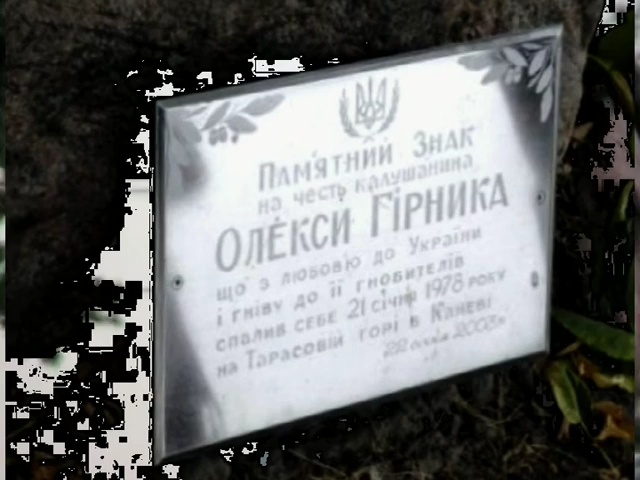 Пам'ятний Знак
на честь калушанина
Олекси Гірника
що з любов'ю до України
і гніву до її гнобителів
спалив себе 21 січня 1978 року
на Тарасовій горі в Каневі